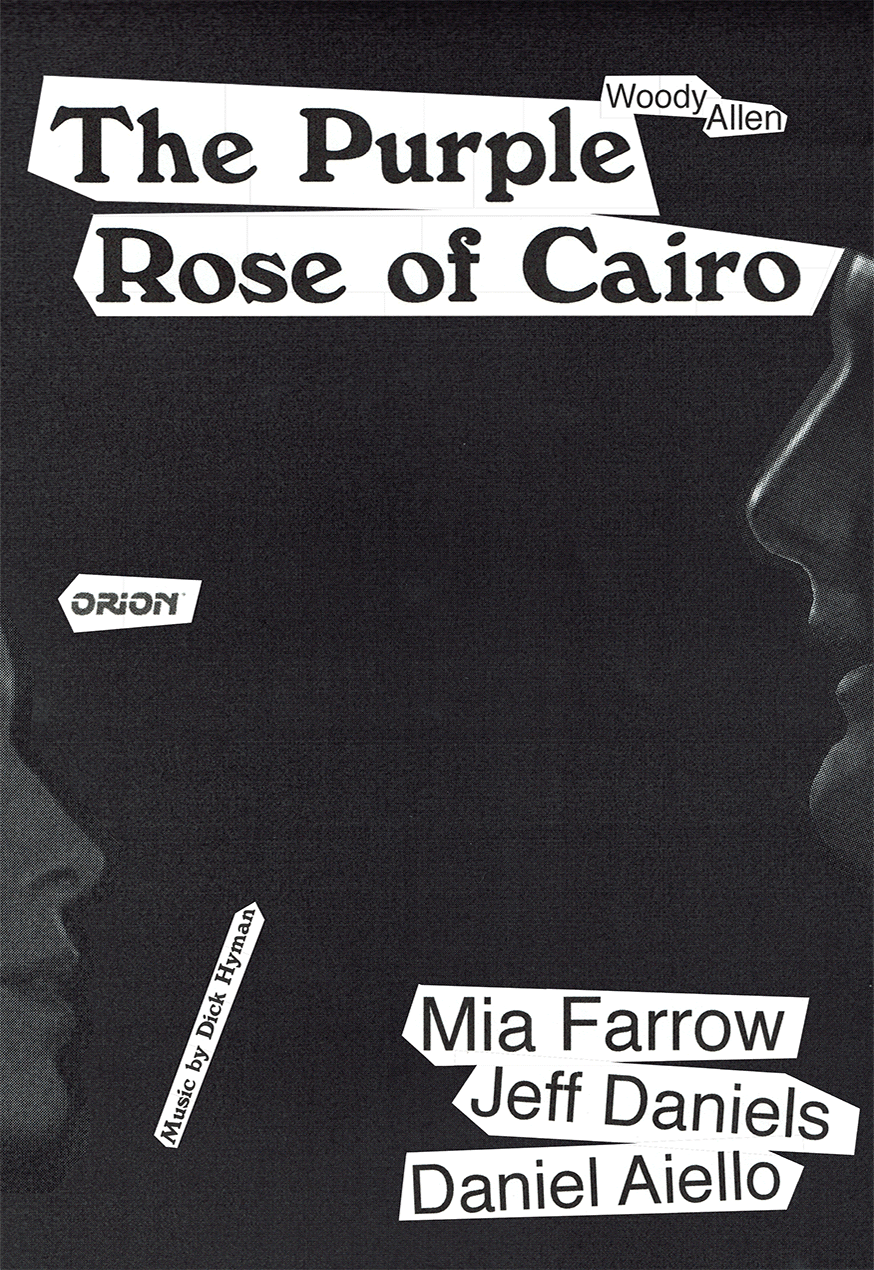 Woody
Allen
The Purple
Rose of Cairo
ORION
Music by Dick Hyman
Mia Farrow
Jeff Daniels
Daniel Aiello